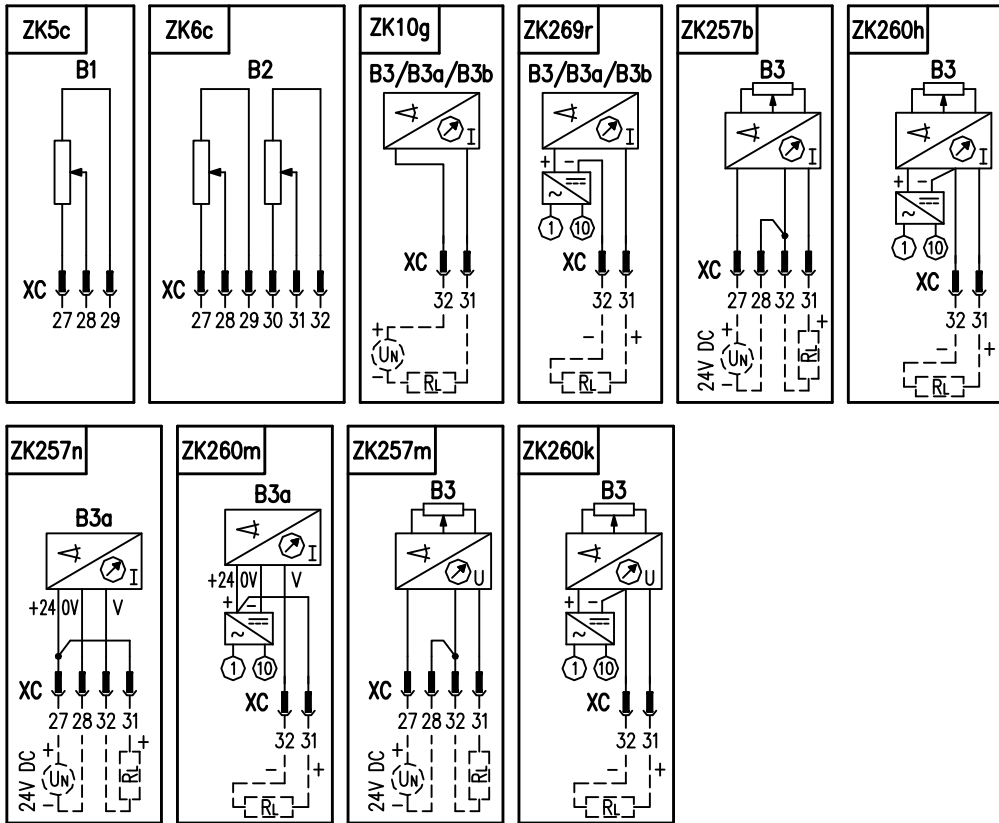 ZK5c
B1
XC
27 28 29
ZK6c
B2
XC
27 28 29 30 31 32
ZK10g
B3/B3a/B3b
I
XC
32 31
+
UN
-
RL
ZK269r
B3/B3a/B3b
I
+ -
~
1 10
XC
32 31
- +
RL
ZK257b
B3
I
XC
27 28 32 31
24V DC
+
UN
-
RL
+
ZK260h
B3
I
+ -
~
1 10
XC
32 31
- +
RL
ZK257n
B3a
I
+24 0V V
XC
27 28 32 31
24V DC
+
UN
-
RL
+
ZK260m
B3a
I
+24 0V V
+ -
~
1 10
XC
32 31
- +
RL
ZK257m
B3
U
XC
27 28 32 31
24V DC
+
UN
-
RL
+
ZK260k
B3
U
+ -
~
1 10
XC
32 31
- +
RL